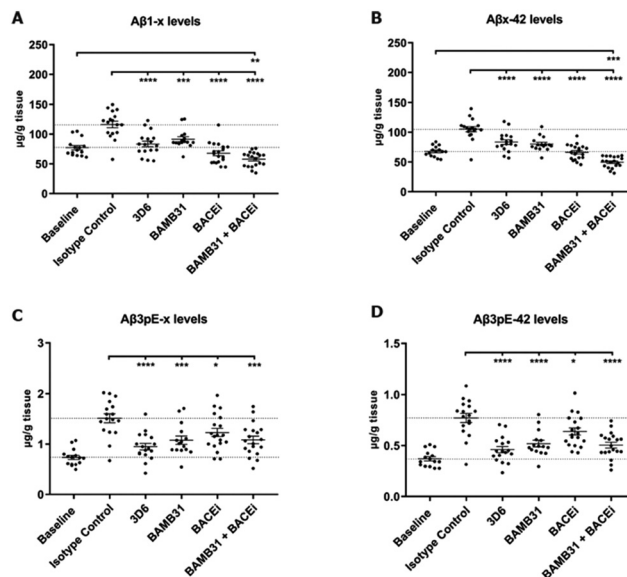 A
Aβ1-x levels
**
**** *** **** ****
µg/g tissue
250
200
150
100
50
0
Baseline
Isotype Control
3D6
BAMB31
BACEi
BAMB31 + BACEi
B
Aβx-42 levels
***
**** **** **** ****
µg/g tissue
250
200
150
100
50
0
Baseline
Isotype Control
3D6
BAMB31
BACEi
BAMB31 + BACEi
C
Aβ3pE-x levels
**** *** * ***
µg/g tissue
3
2
1
0
Baseline
Isotype Control
3D6
BAMB31
BACEi
BAMB31 + BACEi
D
Aβ3pE-42 levels
**** **** * ****
µg/g tissue
1.5
1.0
0.5
0.0
Baseline
Isotype Control
3D6
BAMB31
BACEi
BAMB31 + BACEi